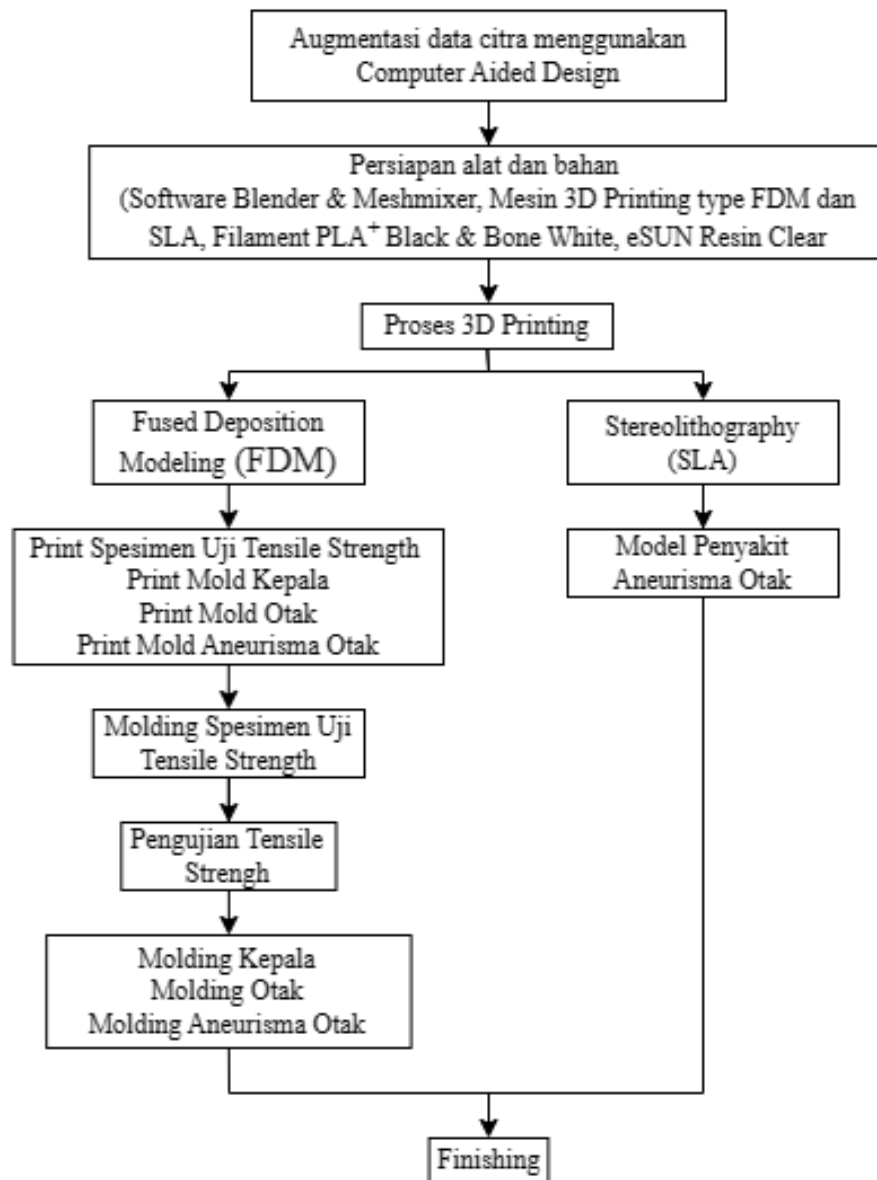 Augmentasi data citra menggunakan
Computer Aided Design
Persiapan alat dan bahan
(Software Blender & Meshmixer, Mesin 3D Printing type FDM dan
SLA, Filament PLA⁺ Black & Bone White, eSUN Resin Clear
Proses 3D Printing
Fused Deposition
Modeling (FDM)
Stereolithography
(SLA)
Print Spesimen Uji Tensile Strength
Print Mold Kepala
Print Mold Otak
Print Mold Aneurisma Otak
Model Penyakit
Aneurisma Otak
Molding Spesimen Uji
Tensile Strength
Pengujian Tensile
Strengh
Molding Kepala
Molding Otak
Molding Aneurisma Otak
Finishing